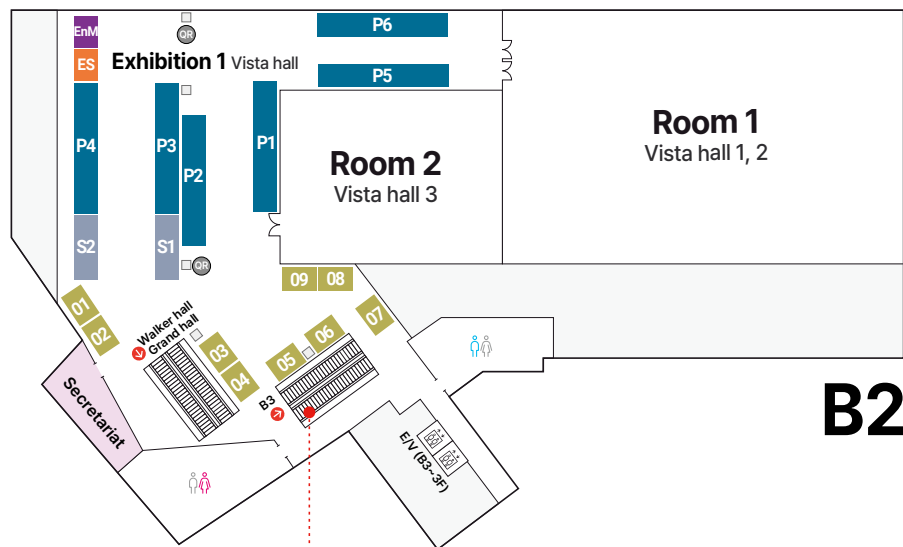 EnM
QR
P6
ES
Exhibition 1 Vista hall
P5
P4
P3
P2
P1
Room 2
Vista hall 3
Room 1
Vista hall 1, 2
S2
S1
QR
09
08
01
02
Walker hall
Grand hall
03
04
05
06
07
B3
Secretariat
E/V (B3~3F)
B2